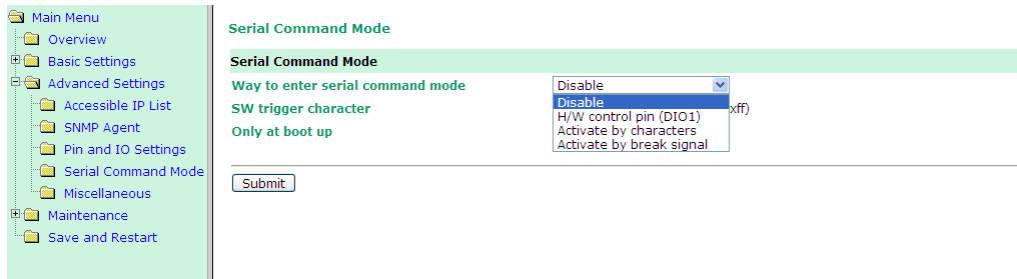 Main Menu
Overview
Basic Settings
Advanced Settings
Accessible IP List
SNMP Agent
Pin and IO Settings
Serial Command Mode
Miscellaneous
Maintenance
Save and Restart
Serial Command Mode
Serial Command Mode
Way to enter serial command mode
Disable
Disable
H/W control pin (DIO1)
Activate by characters
Activate by break signal
SW trigger character
xff)
Only at boot up
Submit